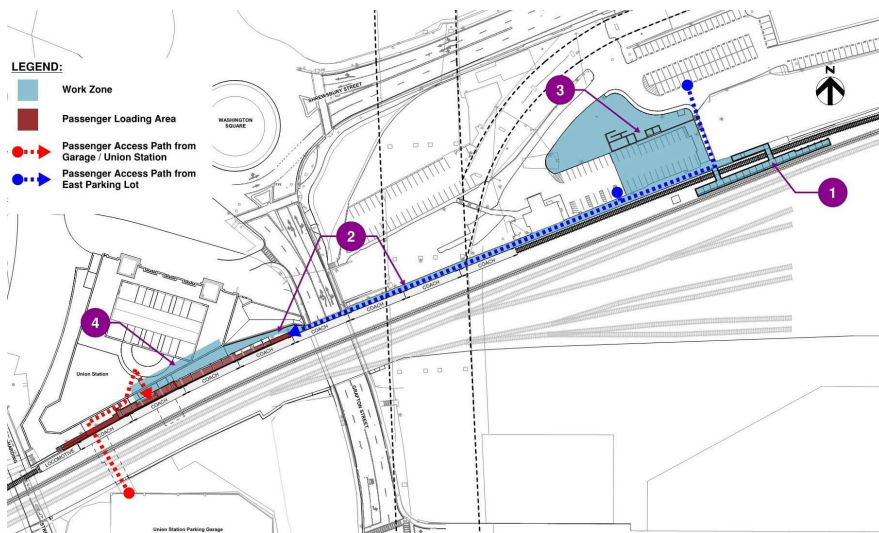 LEGEND:
Work Zone
Passenger Loading Area
Passenger Access Path from
Garage / Union Station
Passenger Access Path from
East Parking Lot
SHREWSBURY STREET
WASHINGTON
SQUARE
N
3
1
2
4
COACH
COACH
COACH
COACH
COACH
COACH
COACH
COACH
COACH
LOCOMOTIVE
Union Station
GRAFTON STREET
Union Station Parking Garage